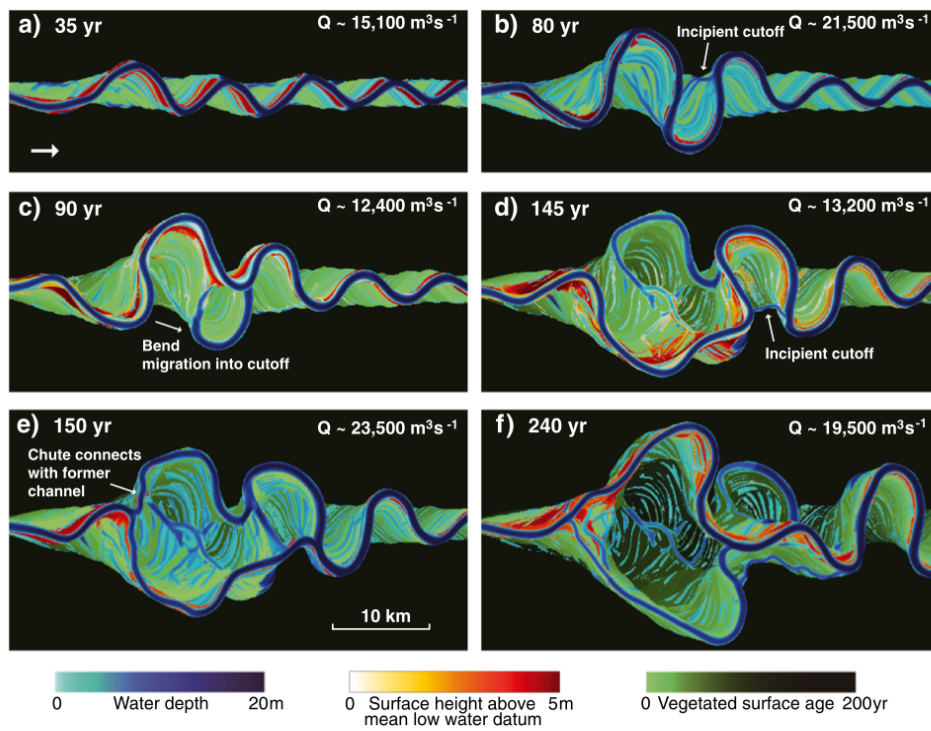 a) 35 yr Q ~ 15,100 m³s⁻¹
b) 80 yr Q ~ 21,500 m³s⁻¹
Incipient cutoff
c) 90 yr Q ~ 12,400 m³s⁻¹
Bend
migration into cutoff
d) 145 yr Q ~ 13,200 m³s⁻¹
Incipient cutoff
e) 150 yr Q ~ 23,500 m³s⁻¹
Chute connects
with former
channel
10 km
f) 240 yr Q ~ 19,500 m³s⁻¹
0 Water depth 20m
0 Surface height above 5m
mean low water datum
0 Vegetated surface age 200yr